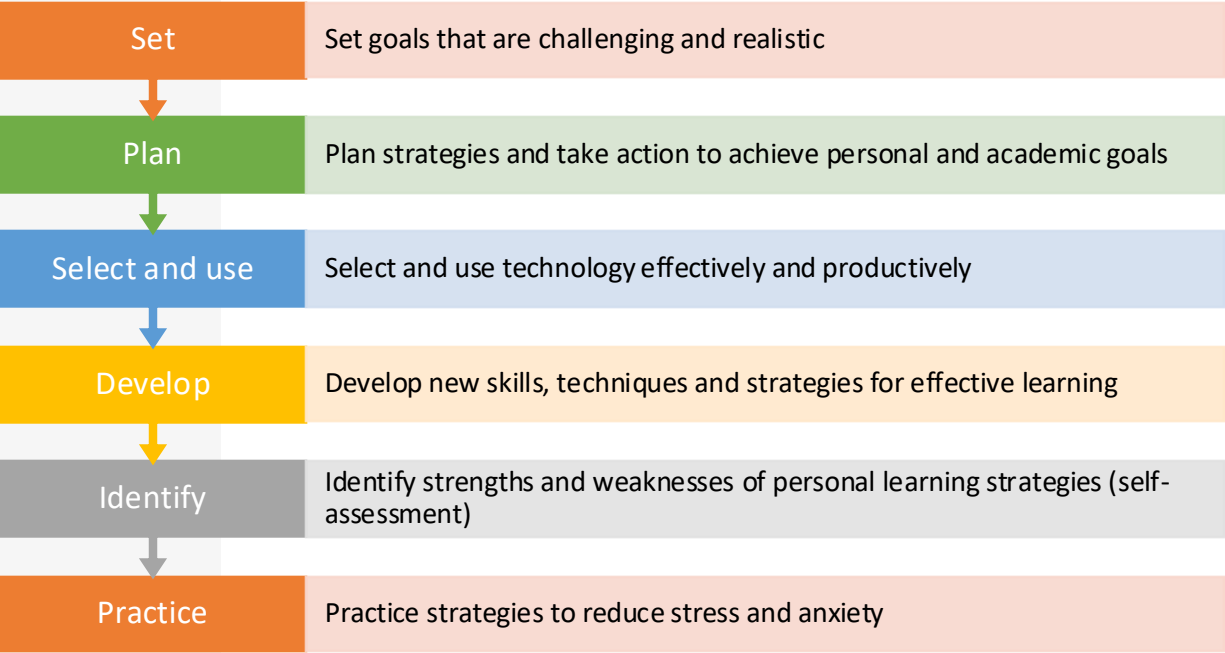 Set
Set goals that are challenging and realistic
Plan
Plan strategies and take action to achieve personal and academic goals
Select and use
Select and use technology effectively and productively
Develop
Develop new skills, techniques and strategies for effective learning
Identify
Identify strengths and weaknesses of personal learning strategies (self-
assessment)
Practice
Practice strategies to reduce stress and anxiety